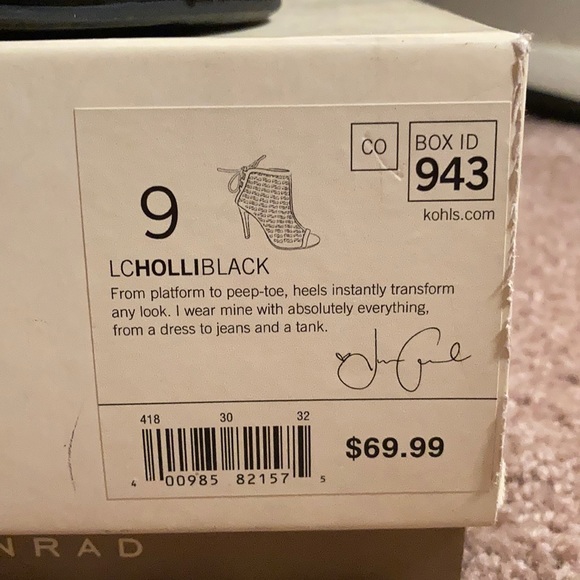 CO
BOX ID
943
kohls.com
9
LCHOLLIBLACK
From platform to peep-toe, heels instantly transform
any look. I wear mine with absolutely everything,
from a dress to jeans and a tank.
418 30 32
$69.99
4 00985 82157 5
NRAD